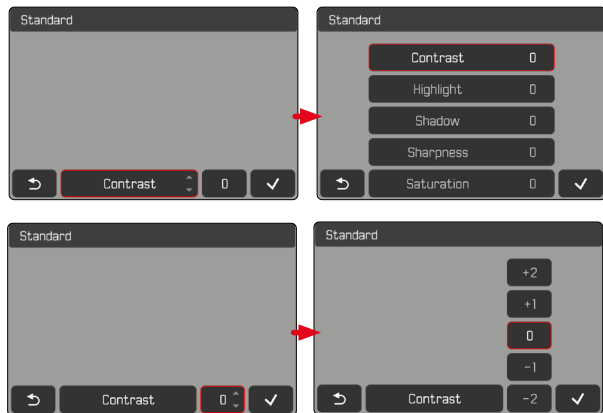 Standard
Contrast 0
Standard
Contrast 0
Highlight 0
Shadow 0
Sharpness 0
Saturation 0
Standard
Contrast 0
Standard
+2
+1
0
-1
Contrast -2